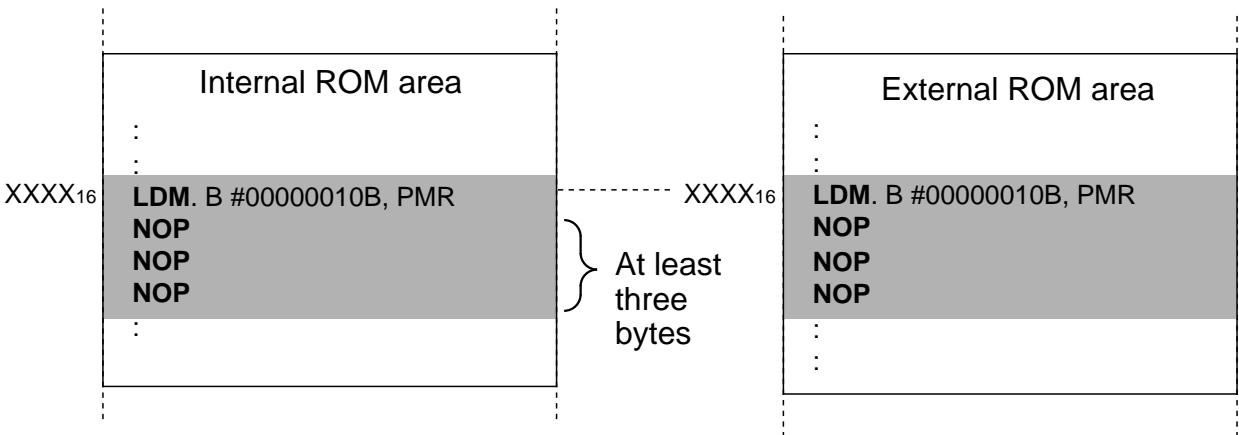 Internal ROM area
:
:
XXXX16
LDM. B #00000010B, PMR
NOP
NOP
NOP
:
At least
three
bytes
External ROM area
:
:
XXXX16
LDM. B #00000010B, PMR
NOP
NOP
NOP
:
: